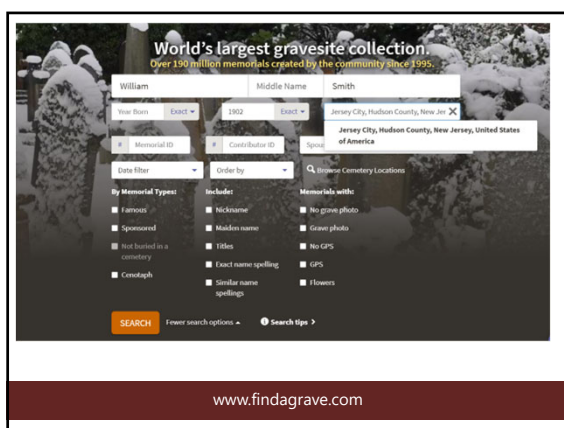 World's largest gravesite collection.
Over 190 million memorials created by the community since 1995.
William Middle Name Smith
Year Born Exact 1902 Exact Jersey City, Hudson County, New Jer
Jersey City, Hudson County, New Jersey, United States
of America
# Memorial ID # Contributor ID Spou
Date filter Order by Browse Cemetery Locations
By Memorial Types: Include: Memorials with:
Famous Nickname No grave photo
Sponsored Maiden name Grave photo
Not buried in a
cemetery
Titles No GPS
Exact name spelling GPS
Cenotaph
Similar name
spellings
Flowers
SEARCH Fewer search options Search tips
www.findagrave.com